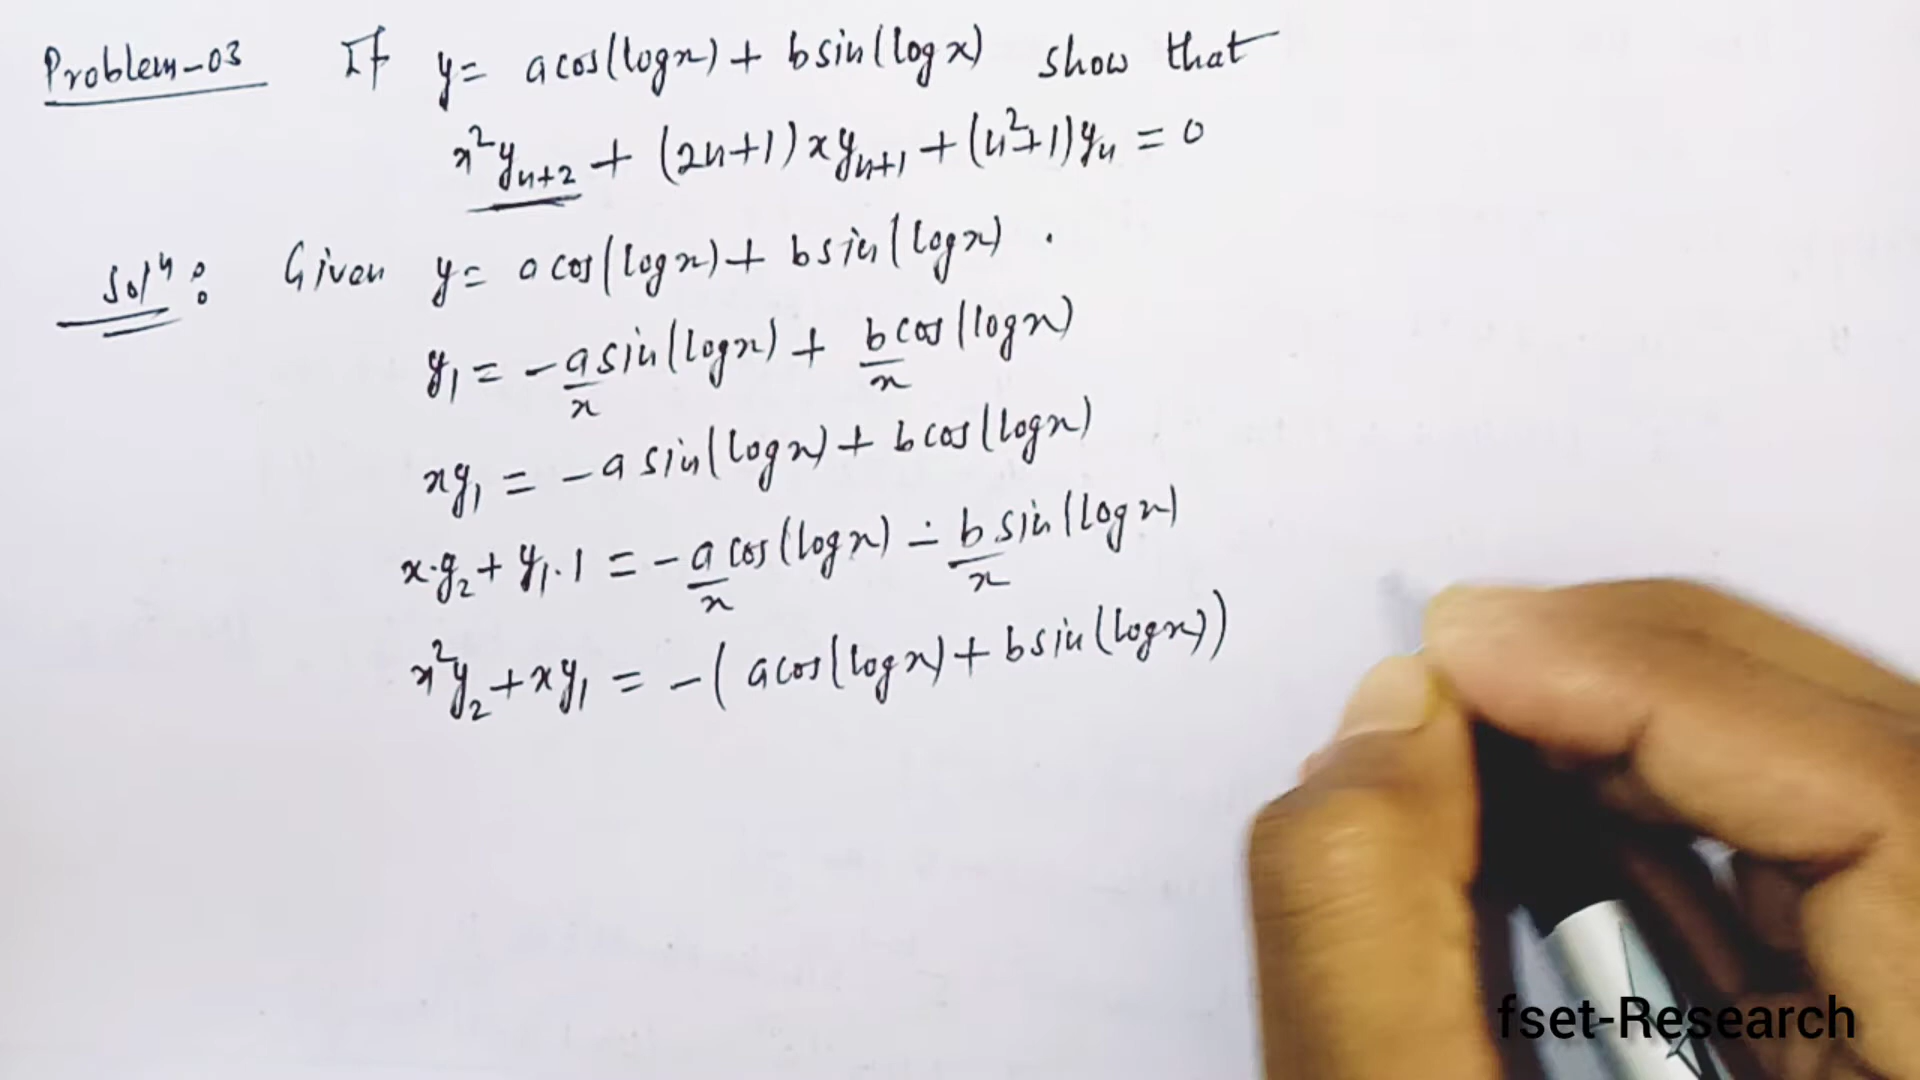 Problem-03 If y = a cos(log x) + b sin(log x) show that
x²yₙ₊₂ + (2n+1) x yₙ₊₁ + (n²+1) yₙ = 0
Solⁿ: Given y = a cos(log x) + b sin(log x).
y₁ = -a/x sin(log x) + b/x cos(log x)
xy₁ = -a sin(log x) + b cos(log x)
x·y₂ + y₁·1 = -a/x cos(log x) - b/x sin(log x)
x²y₂ + xy₁ = -(a cos(log x) + b sin(log x))
fset-Research